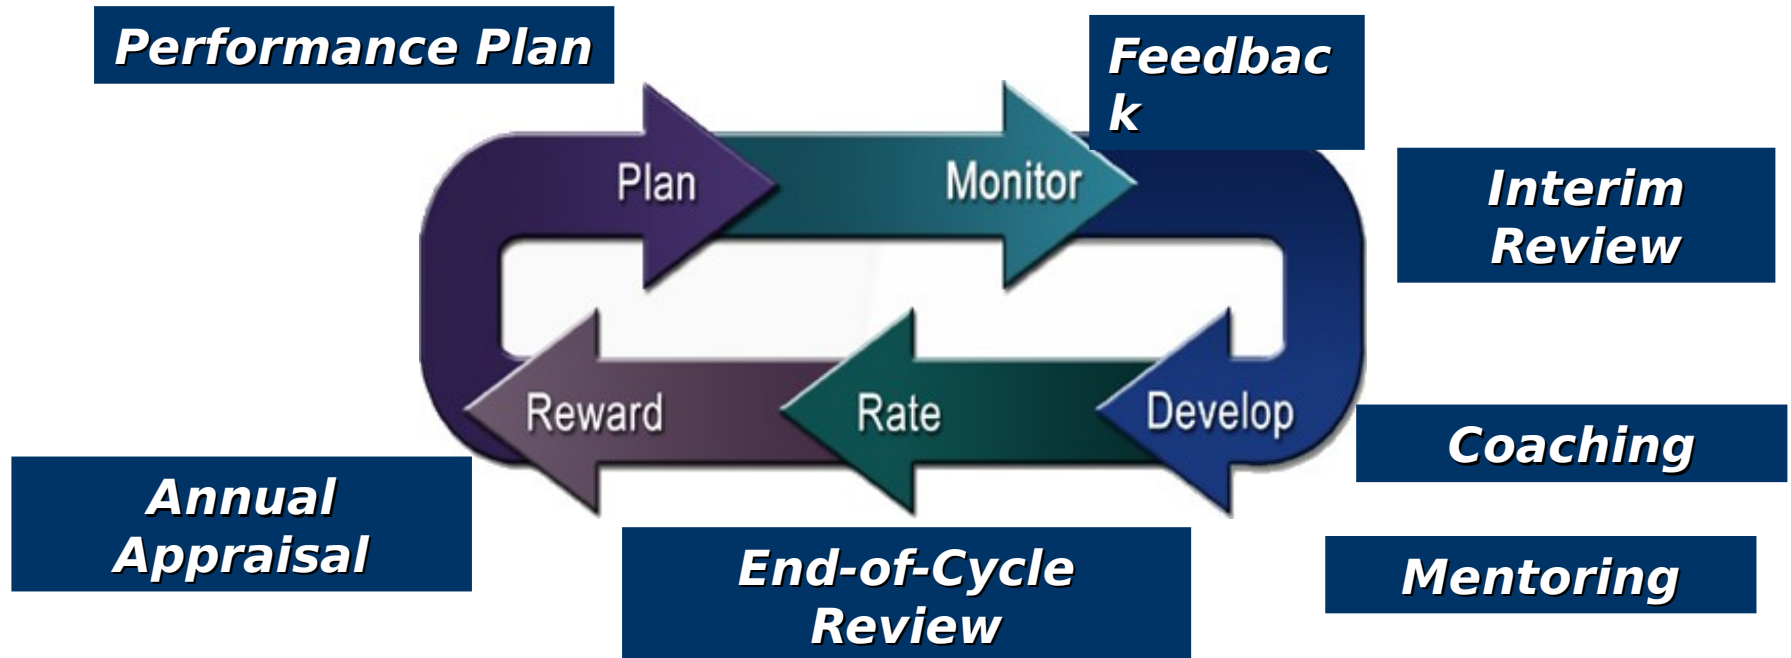 Performance Plan
Feedbac
k
Plan
Monitor
Interim
Review
Reward
Rate
Develop
Coaching
Annual
Appraisal
End-of-Cycle
Review
Mentoring